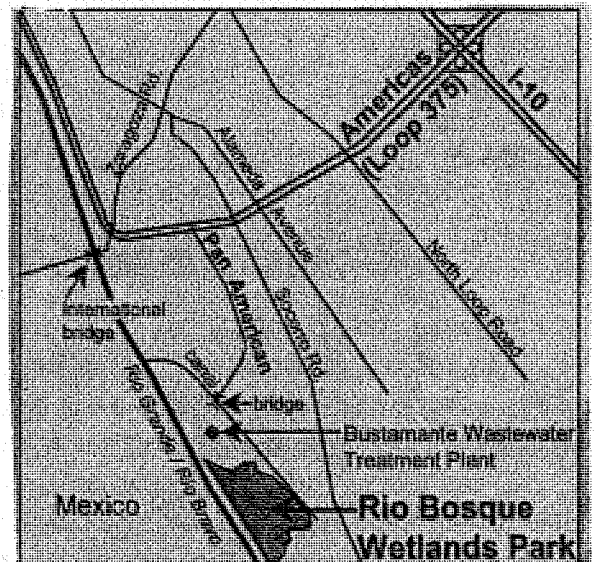 Americas
(Loop 375)
I-10
Zaragoza Rd.
Alameda
Avenue
North Loop Road
Pan American
Socorro Rd.
International
bridge
canal
bridge
Rio Grande / Rio Bravo
Bustamante Wastewater
Treatment Plant
Mexico
Rio Bosque
Wetlands Park